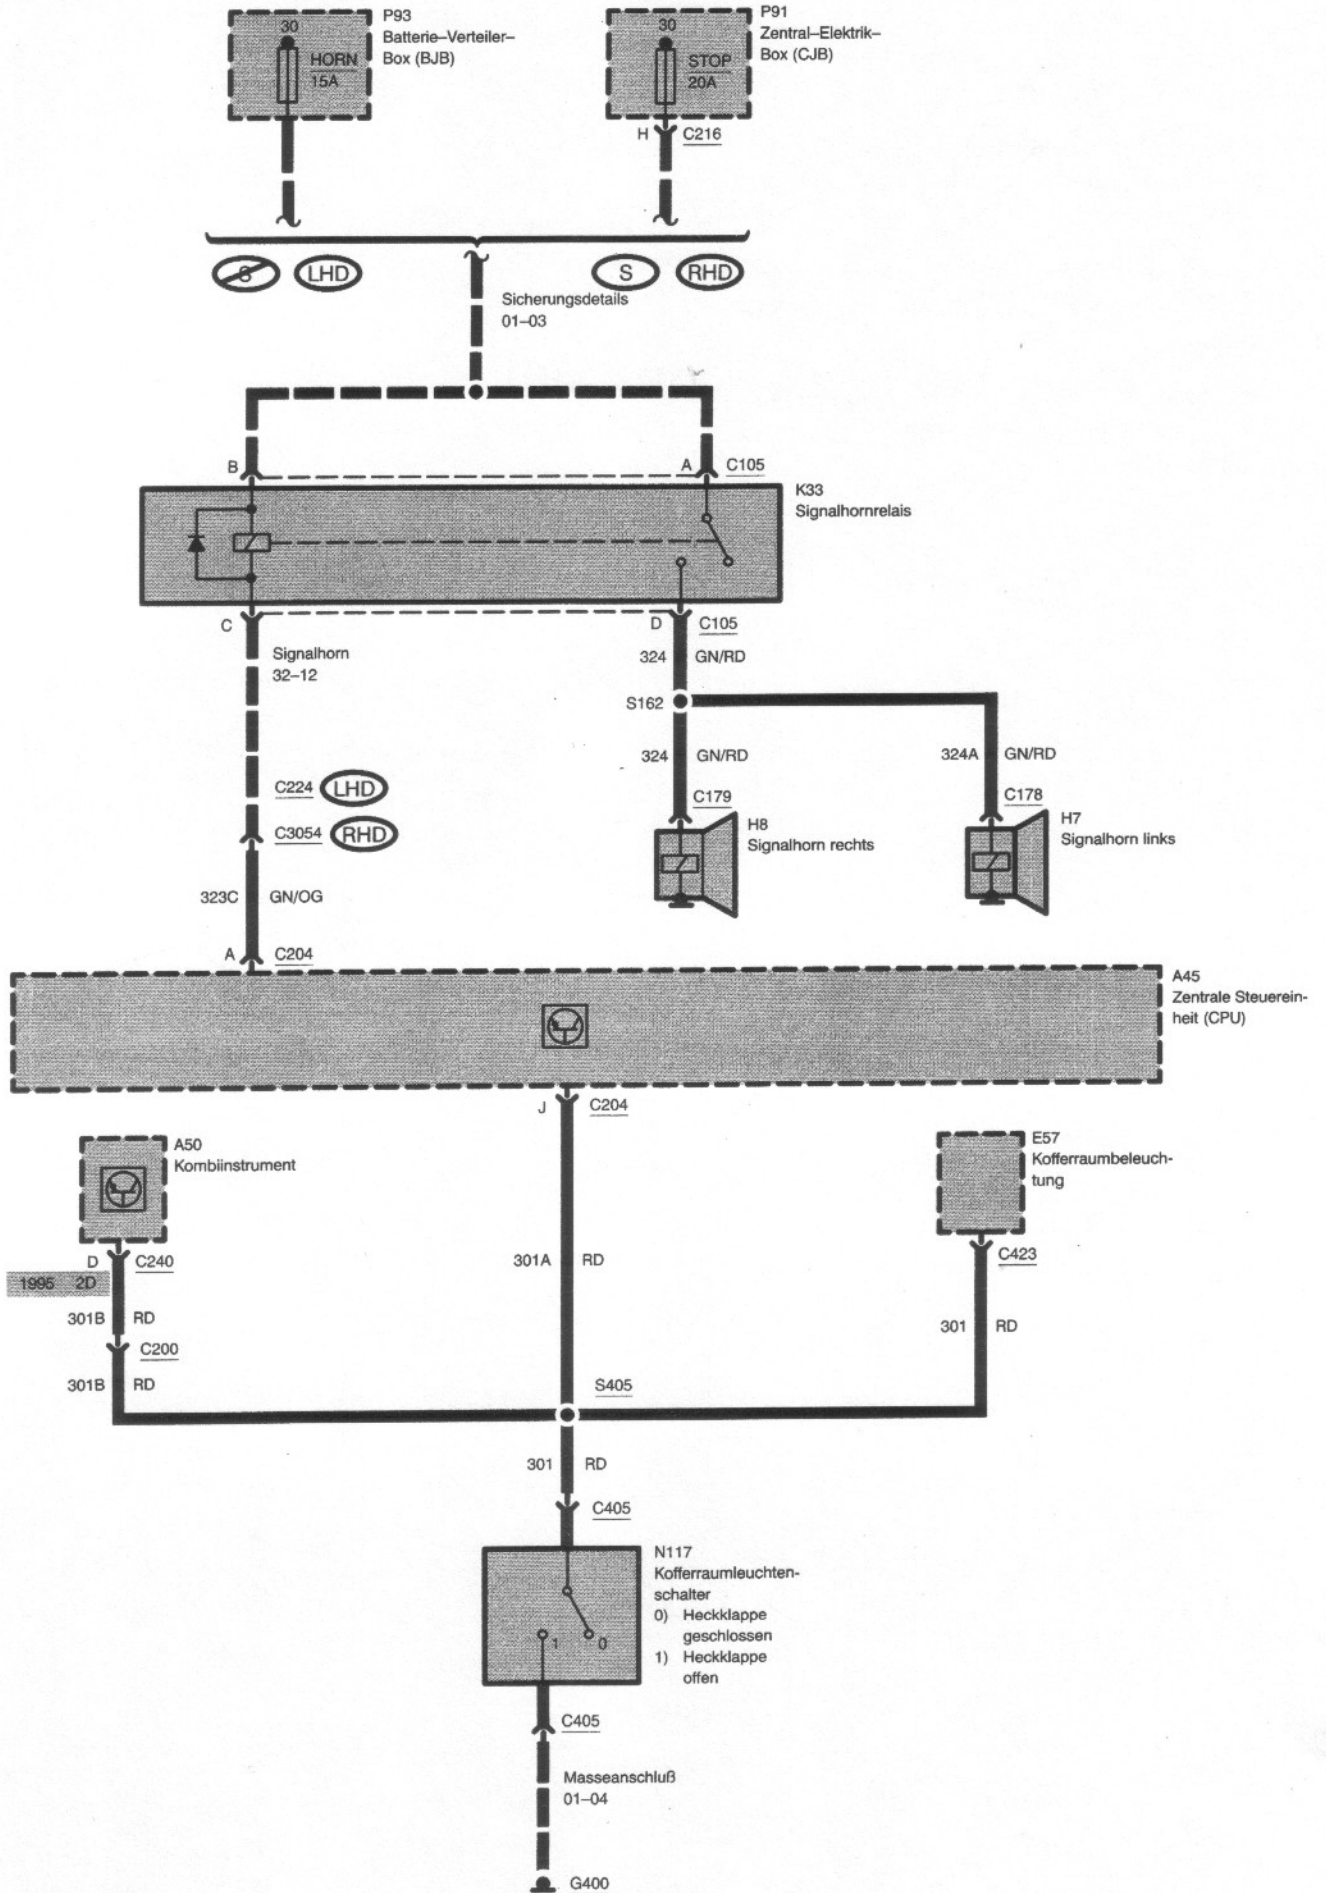 P93
Batterie–Verteiler–
Box (BJB)
30
HORN
15A
P91
Zentral–Elektrik–
Box (CJB)
30
STOP
20A
H C216
S LHD
S RHD
Sicherungsdetails
01–03
B
A C105
K33
Signalhornrelais
C
D C105
Signalhorn
32–12
324 GN/RD
S162
324 GN/RD
324A GN/RD
C224 LHD
C3054 RHD
C179
C178
H8
Signalhorn rechts
H7
Signalhorn links
323C GN/OG
A C204
A45
Zentrale Steuerein-
heit (CPU)
J C204
A50
Kombiinstrument
E57
Kofferraumbeleuch-
tung
D C240
1995 2D
301B RD
C200
301B RD
301A RD
C423
301 RD
S405
301 RD
C405
N117
Kofferraumleuchten-
schalter
0) Heckklappe
geschlossen
1) Heckklappe
offen
1 0
C405
Masseanschluß
01–04
G400